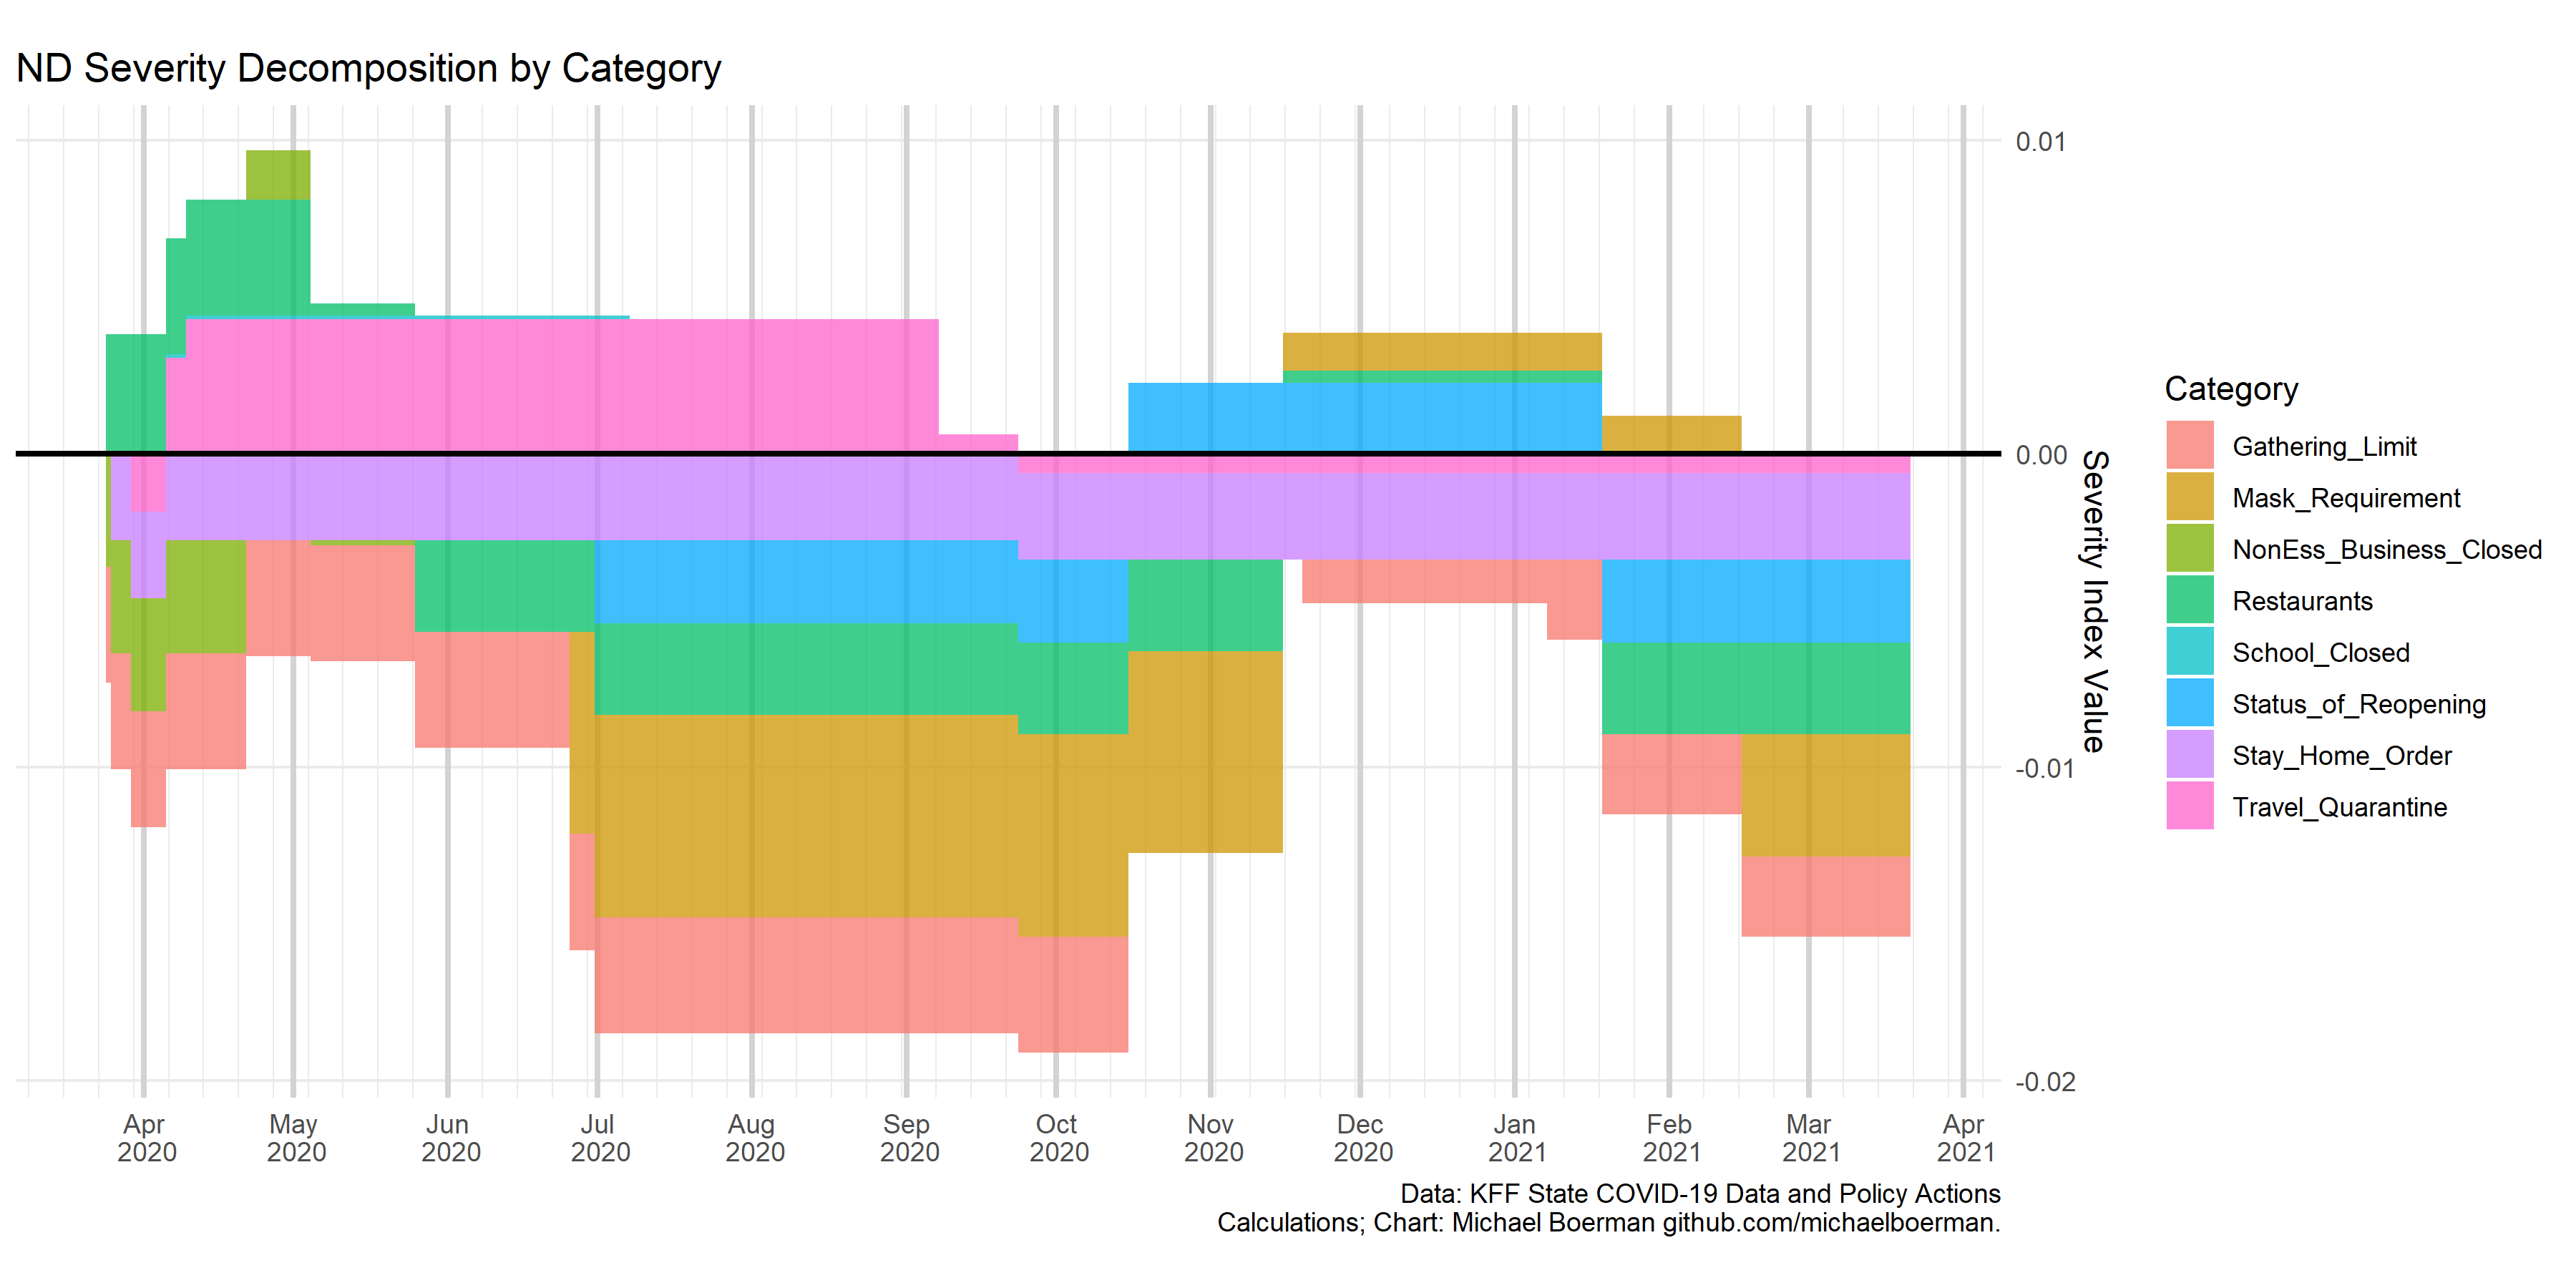 ND Severity Decomposition by Category
0.01
0.00
-0.01
-0.02
Severity Index Value
Apr
2020
May
2020
Jun
2020
Jul
2020
Aug
2020
Sep
2020
Oct
2020
Nov
2020
Dec
2020
Jan
2021
Feb
2021
Mar
2021
Apr
2021
Category
Gathering_Limit
Mask_Requirement
NonEss_Business_Closed
Restaurants
School_Closed
Status_of_Reopening
Stay_Home_Order
Travel_Quarantine
Data: KFF State COVID-19 Data and Policy Actions
Calculations; Chart: Michael Boerman github.com/michaelboerman.